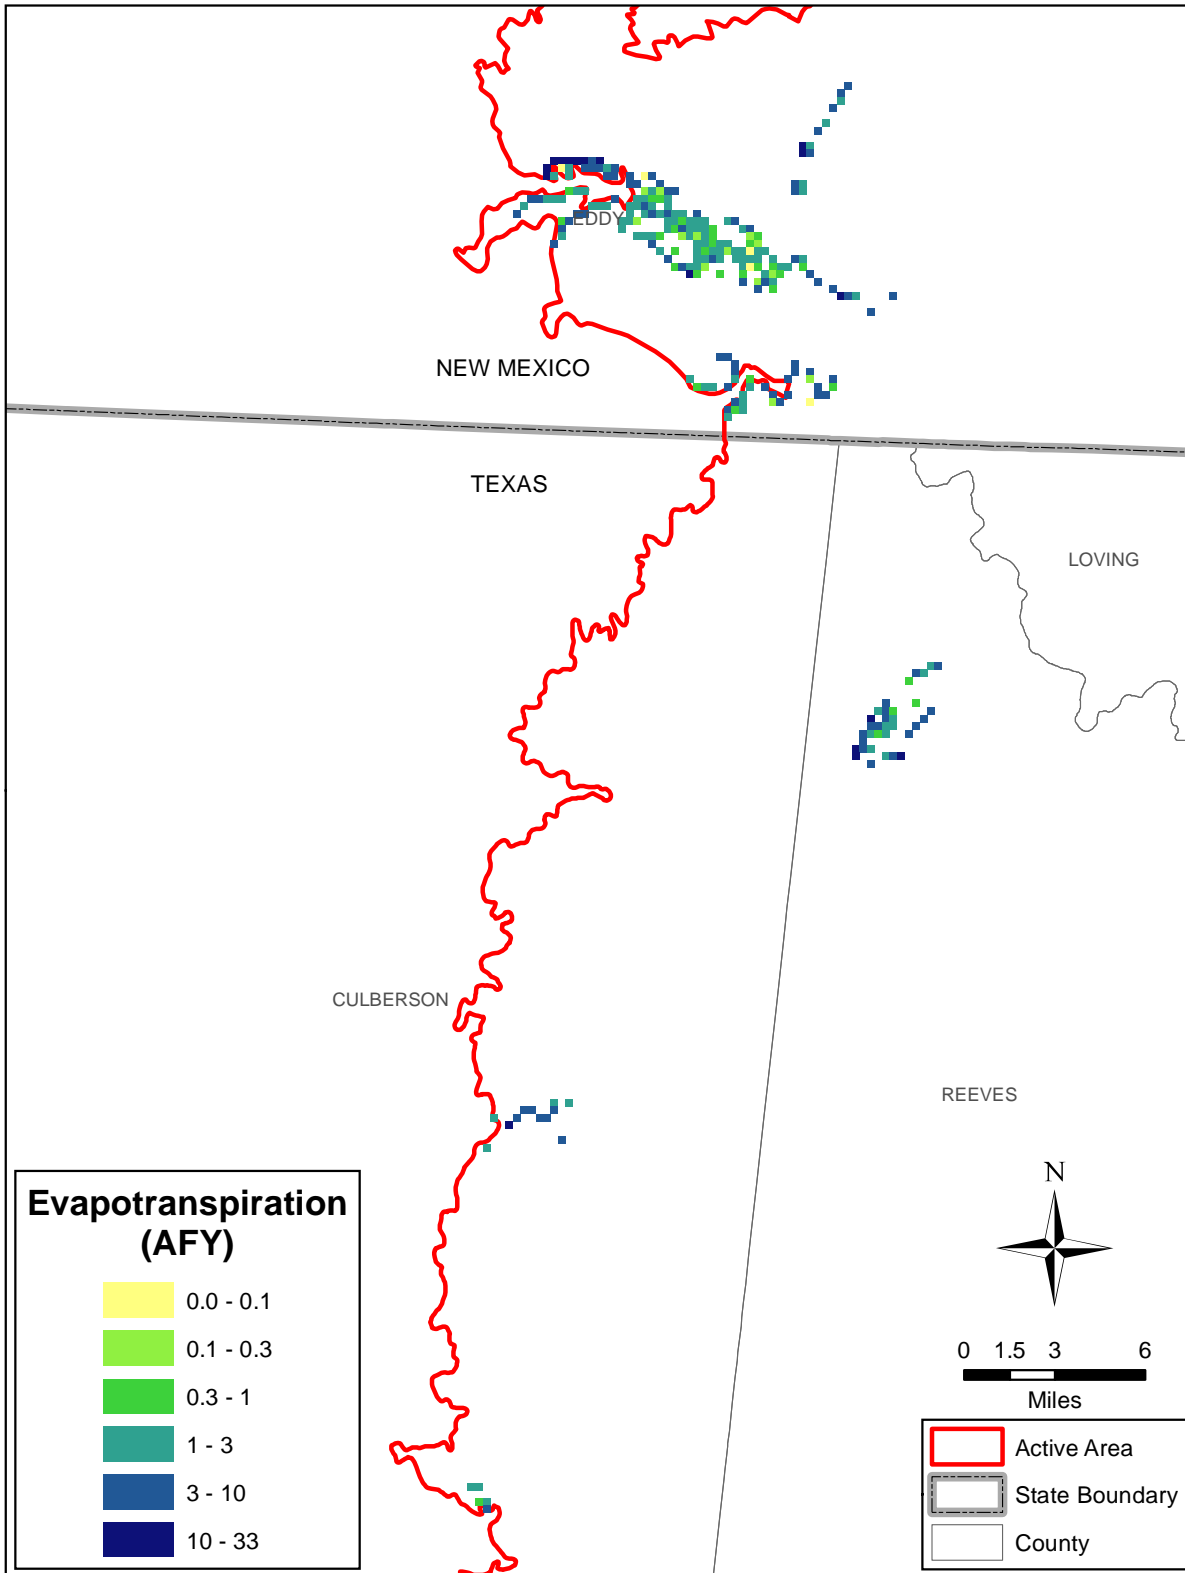 EDDY
NEW MEXICO
TEXAS
LOVING
CULBERSON
REEVES
Evapotranspiration
(AFY)
0.0 - 0.1
0.1 - 0.3
0.3 - 1
1 - 3
3 - 10
10 - 33
N
0 1.5 3 6
Miles
Active Area
State Boundary
County